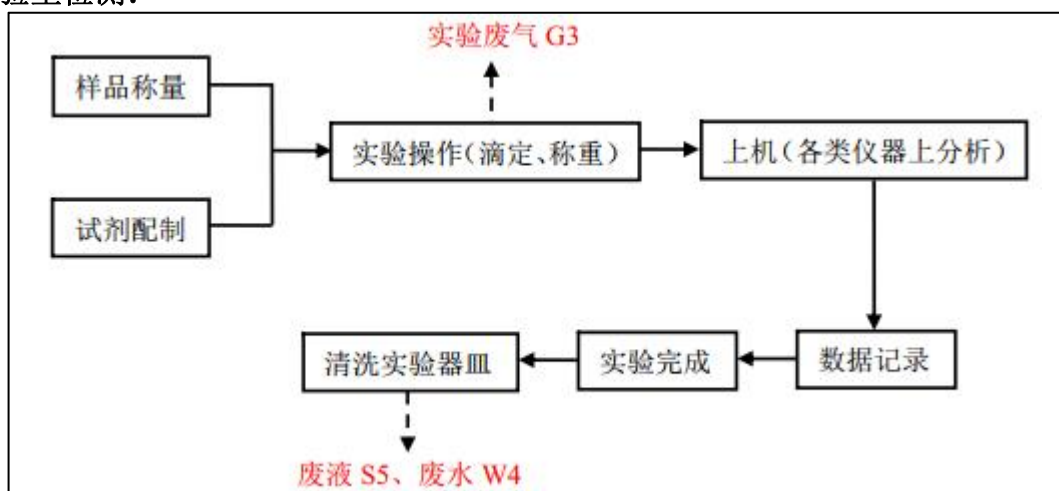 实验废气 G3
样品称量
实验操作(滴定、称重)
上机(各类仪器上分析)
试剂配制
清洗实验器皿
实验完成
数据记录
废液 S5、废水 W4